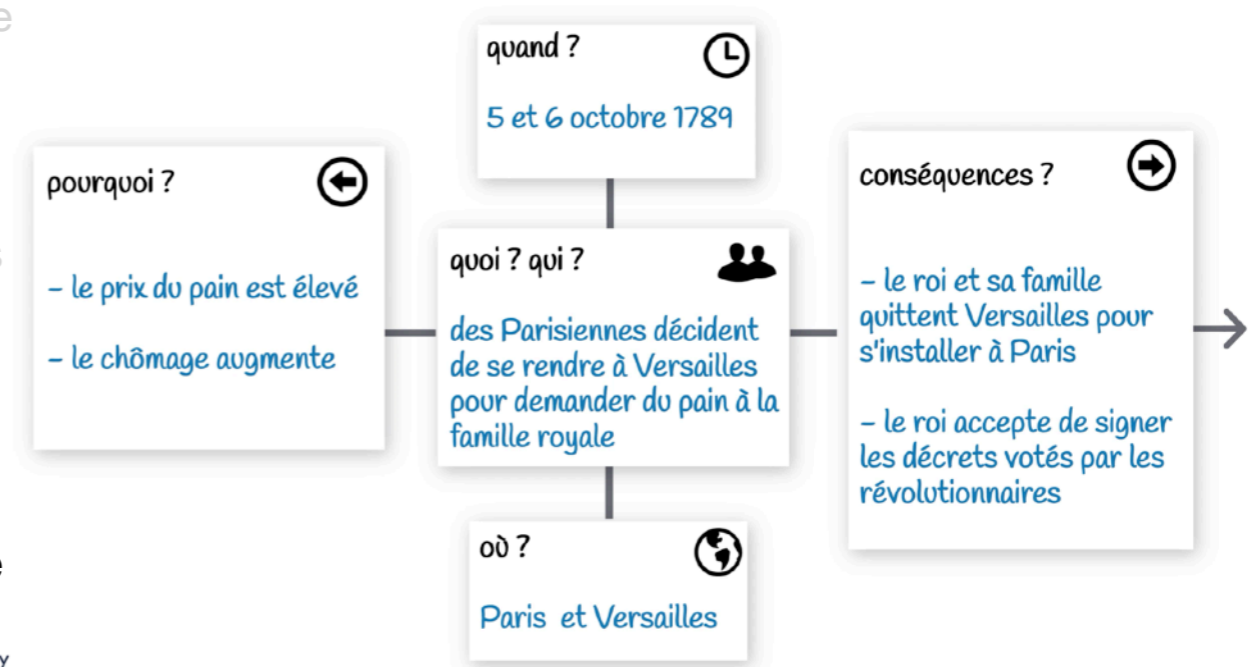 quand ?
5 et 6 octobre 1789
pourquoi ?
– le prix du pain est élevé
– le chômage augmente
quoi ? qui ?
des Parisiennes décident
de se rendre à Versailles
pour demander du pain à la
famille royale
conséquences ?
– le roi et sa famille
quittent Versailles pour
s'installer à Paris
– le roi accepte de signer
les décrets votés par les
révolutionnaires
où ?
Paris et Versailles